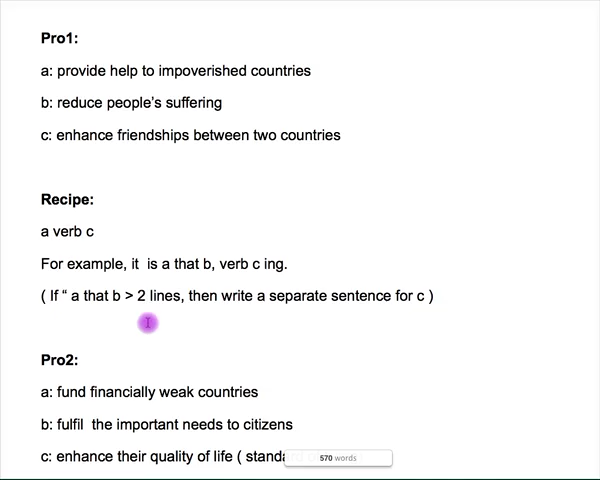 Pro1:
a: provide help to impoverished countries
b: reduce people's suffering
c: enhance friendships between two countries
Recipe:
a verb c
For example, it  is a that b, verb c ing.
( If “ a that b > 2 lines, then write a separate sentence for c )
Pro2:
a: fund financially weak countries
b: fulfil  the important needs to citizens
c: enhance their quality of life (
570 words